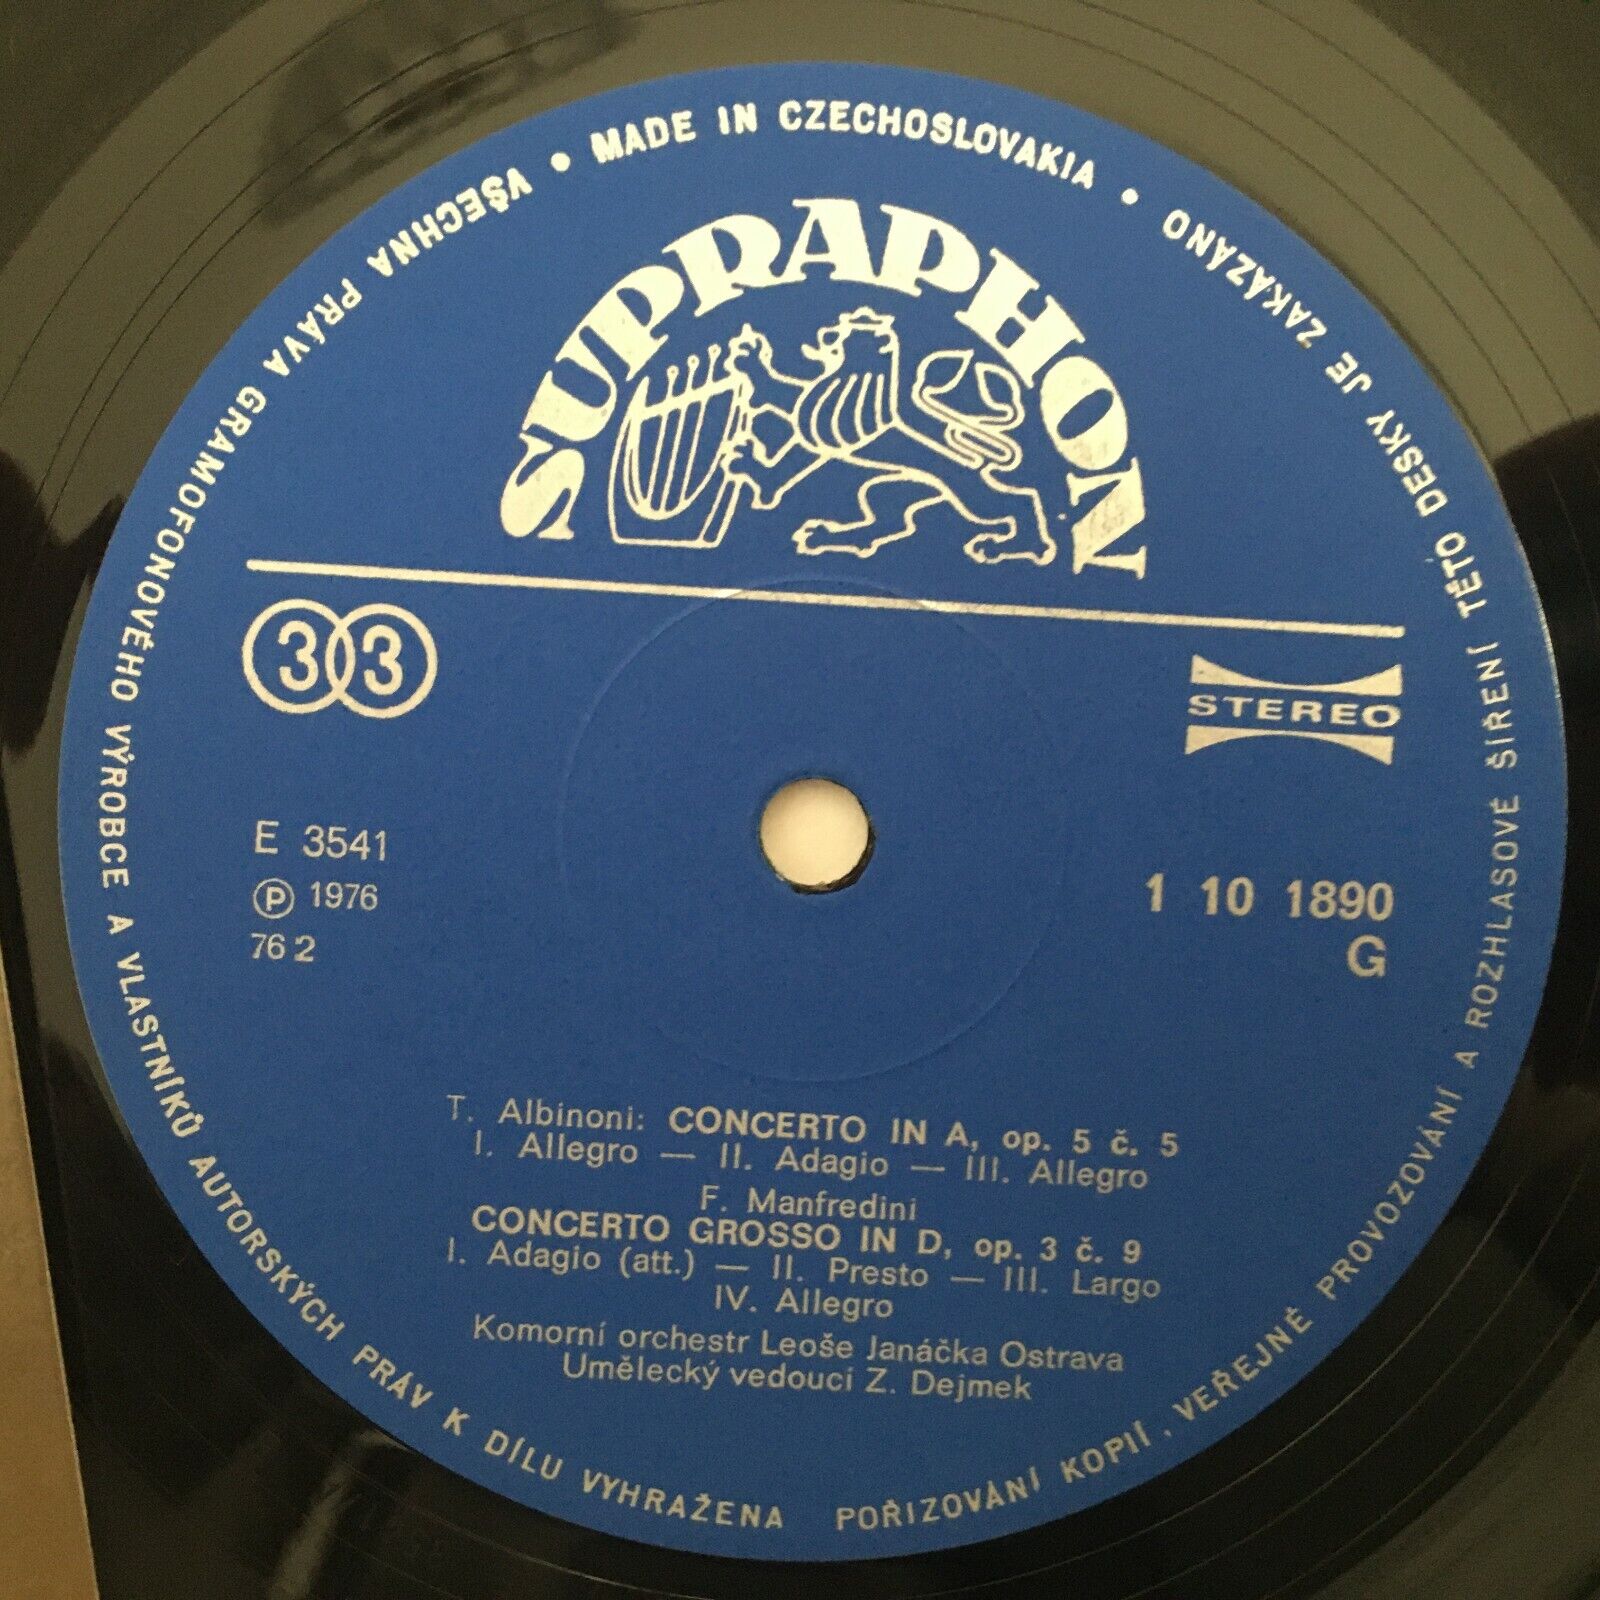 VŠECHNA PRÁVA GRAMOFONOVÉHO VÝROBCE A VLASTNÍKŮ AUTORSKÝCH PRÁV K DÍLU VYHRAŽENA
• MADE IN CZECHOSLOVAKIA •
POŘIZOVÁNÍ KOPIÍ, VEŘEJNÉ PROVOZOVÁNÍ A ROZHLASOVÉ ŠÍŘENÍ TÉTO DESKY JE ZAKÁZÁNO
SUPRAPHON
33
STEREO
E 3541
Ⓟ 1976
76 2
1 10 1890
G
T. Albinoni: CONCERTO IN A, op. 5 č. 5
I. Allegro — II. Adagio — III. Allegro
F. Manfredini
CONCERTO GROSSO IN D, op. 3 č. 9
I. Adagio (att.) — II. Presto — III. Largo
IV. Allegro
Komorní orchestr Leoše Janáčka Ostrava
Umělecký vedoucí Z. Dejmek